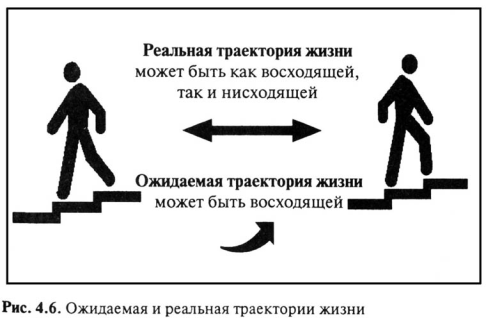 Реальная траектория жизни
может быть как восходящей,
так и нисходящей
Ожидаемая траектория жизни
может быть восходящей
Рис. 4.6. Ожидаемая и реальная траектории жизни